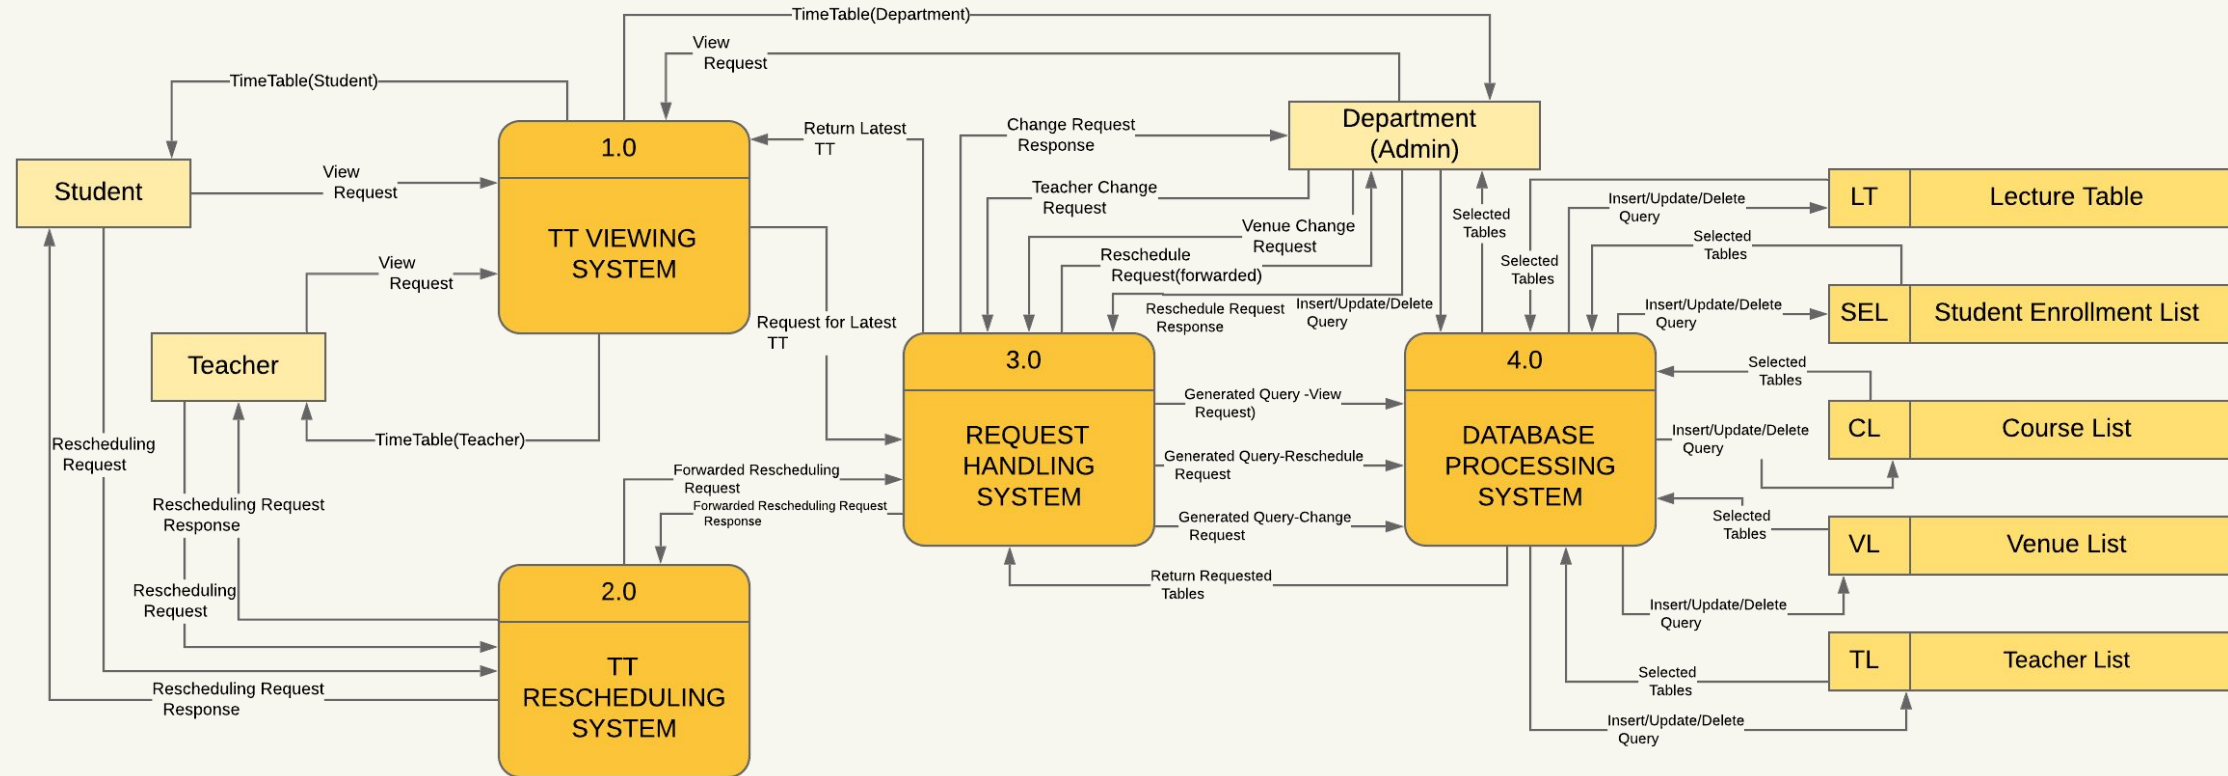 TimeTable(Department)
View
Request
TimeTable(Student)
Department
(Admin)
Return Latest
TT
Change Request
Response
1.0
TT VIEWING
SYSTEM
Student
View
Request
Teacher Change
Request
Venue Change
Request
Reschedule
Request(forwarded)
Reschedule Request
Response
Insert/Update/Delete
Query
Selected
Tables
Selected
Tables
Insert/Update/Delete
Query
LT
Lecture Table
Selected
Tables
Insert/Update/Delete
Query
SEL
Student Enrollment List
View
Request
Teacher
Request for Latest
TT
3.0
REQUEST
HANDLING
SYSTEM
4.0
DATABASE
PROCESSING
SYSTEM
Selected
Tables
Insert/Update/Delete
Query
CL
Course List
Generated Query -View
Request)
Generated Query-Reschedule
Request
Generated Query-Change
Request
TimeTable(Teacher)
Rescheduling
Request
Forwarded Rescheduling
Request
Forwarded Rescheduling Request
Response
Rescheduling Request
Response
Selected
Tables
VL
Venue List
Return Requested
Tables
Insert/Update/Delete
Query
Rescheduling
Request
2.0
TT
RESCHEDULING
SYSTEM
Rescheduling Request
Response
Selected
Tables
TL
Teacher List
Insert/Update/Delete
Query